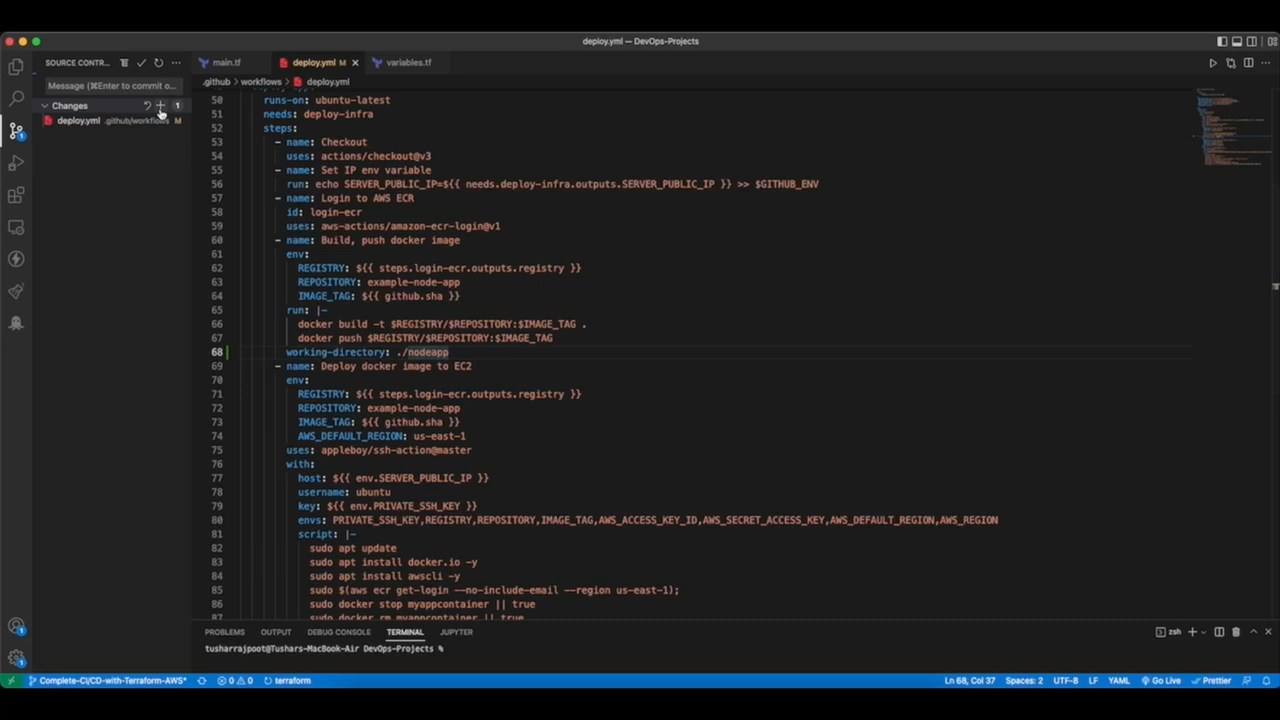 deploy.yml — DevOps-Projects
SOURCE CONTR...
main.tf
deploy.yml M
variables.tf
Message (⌘Enter to commit o...
.github > workflows > deploy.yml
Changes 1
deploy.yml .github/workflows M
50 runs-on: ubuntu-latest
51 needs: deploy-infra
52 steps:
53 - name: Checkout
54 uses: actions/checkout@v3
55 - name: Set IP env variable
56 run: echo SERVER_PUBLIC_IP=${{ needs.deploy-infra.outputs.SERVER_PUBLIC_IP }} >> $GITHUB_ENV
57 - name: Login to AWS ECR
58 id: login-ecr
59 uses: aws-actions/amazon-ecr-login@v1
60 - name: Build, push docker image
61 env:
62 REGISTRY: ${{ steps.login-ecr.outputs.registry }}
63 REPOSITORY: example-node-app
64 IMAGE_TAG: ${{ github.sha }}
65 run: |-
66 docker build -t $REGISTRY/$REPOSITORY:$IMAGE_TAG .
67 docker push $REGISTRY/$REPOSITORY:$IMAGE_TAG
68 working-directory: ./nodeapp
69 - name: Deploy docker image to EC2
70 env:
71 REGISTRY: ${{ steps.login-ecr.outputs.registry }}
72 REPOSITORY: example-node-app
73 IMAGE_TAG: ${{ github.sha }}
74 AWS_DEFAULT_REGION: us-east-1
75 uses: appleboy/ssh-action@master
76 with:
77 host: ${{ env.SERVER_PUBLIC_IP }}
78 username: ubuntu
79 key: ${{ env.PRIVATE_SSH_KEY }}
80 envs: PRIVATE_SSH_KEY,REGISTRY,REPOSITORY,IMAGE_TAG,AWS_ACCESS_KEY_ID,AWS_SECRET_ACCESS_KEY,AWS_DEFAULT_REGION,AWS_REGION
81 script: |-
82 sudo apt update
83 sudo apt install docker.io -y
84 sudo apt install awscli -y
85 sudo $(aws ecr get-login --no-include-email --region us-east-1);
86 sudo docker stop myappcontainer || true
87 sudo docker rm myappcontainer || true
PROBLEMS OUTPUT DEBUG CONSOLE TERMINAL JUPYTER
zsh
tusharrajpoot@Tushars-MacBook-Air DevOps-Projects %
Complete-CI/CD-with-Terraform-AWS* 0 0 terraform
Ln 68, Col 37 Spaces: 2 UTF-8 LF YAML Go Live Prettier